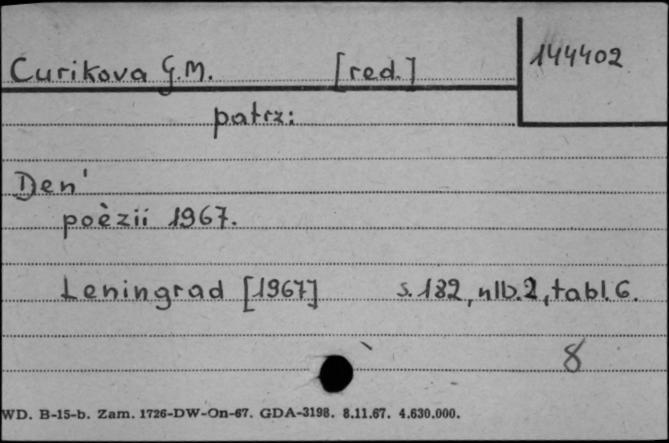 Curikova G.M. [red.]
144402
patrz:
Den'
poèzii 1967.
Leningrad [1967] s.182, nlb.2, tabl.6.
8
WD. B-15-b. Zam. 1726-DW-On-67. GDA-3198. 8.11.67. 4.630.000.